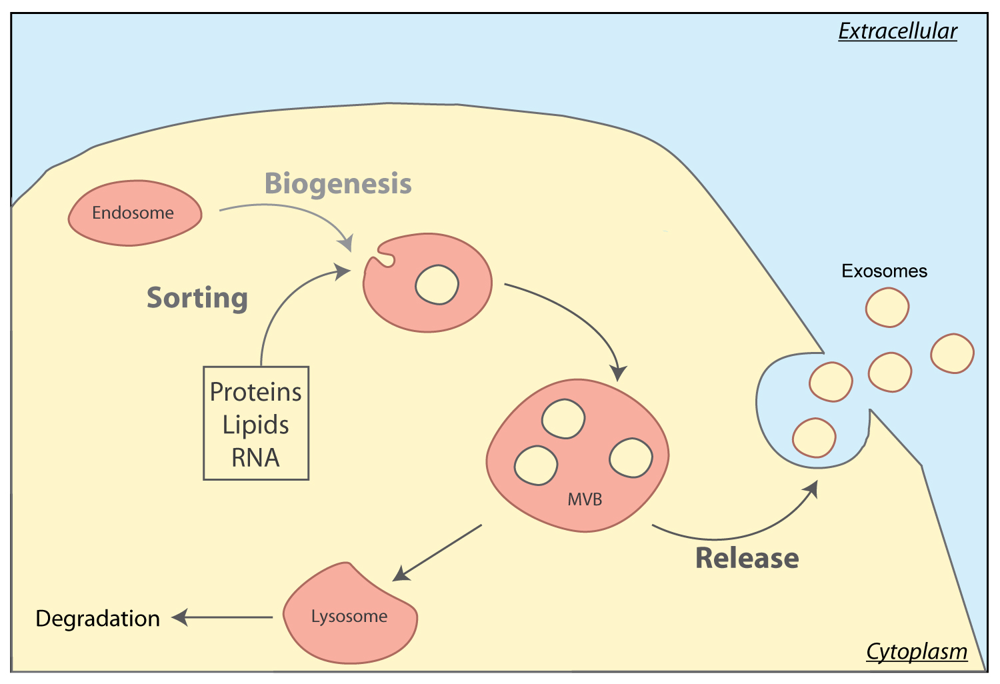 Extracellular
Biogenesis
Endosome
Exosomes
Sorting
Proteins
Lipids
RNA
MVB
Release
Lysosome
Degradation
Cytoplasm